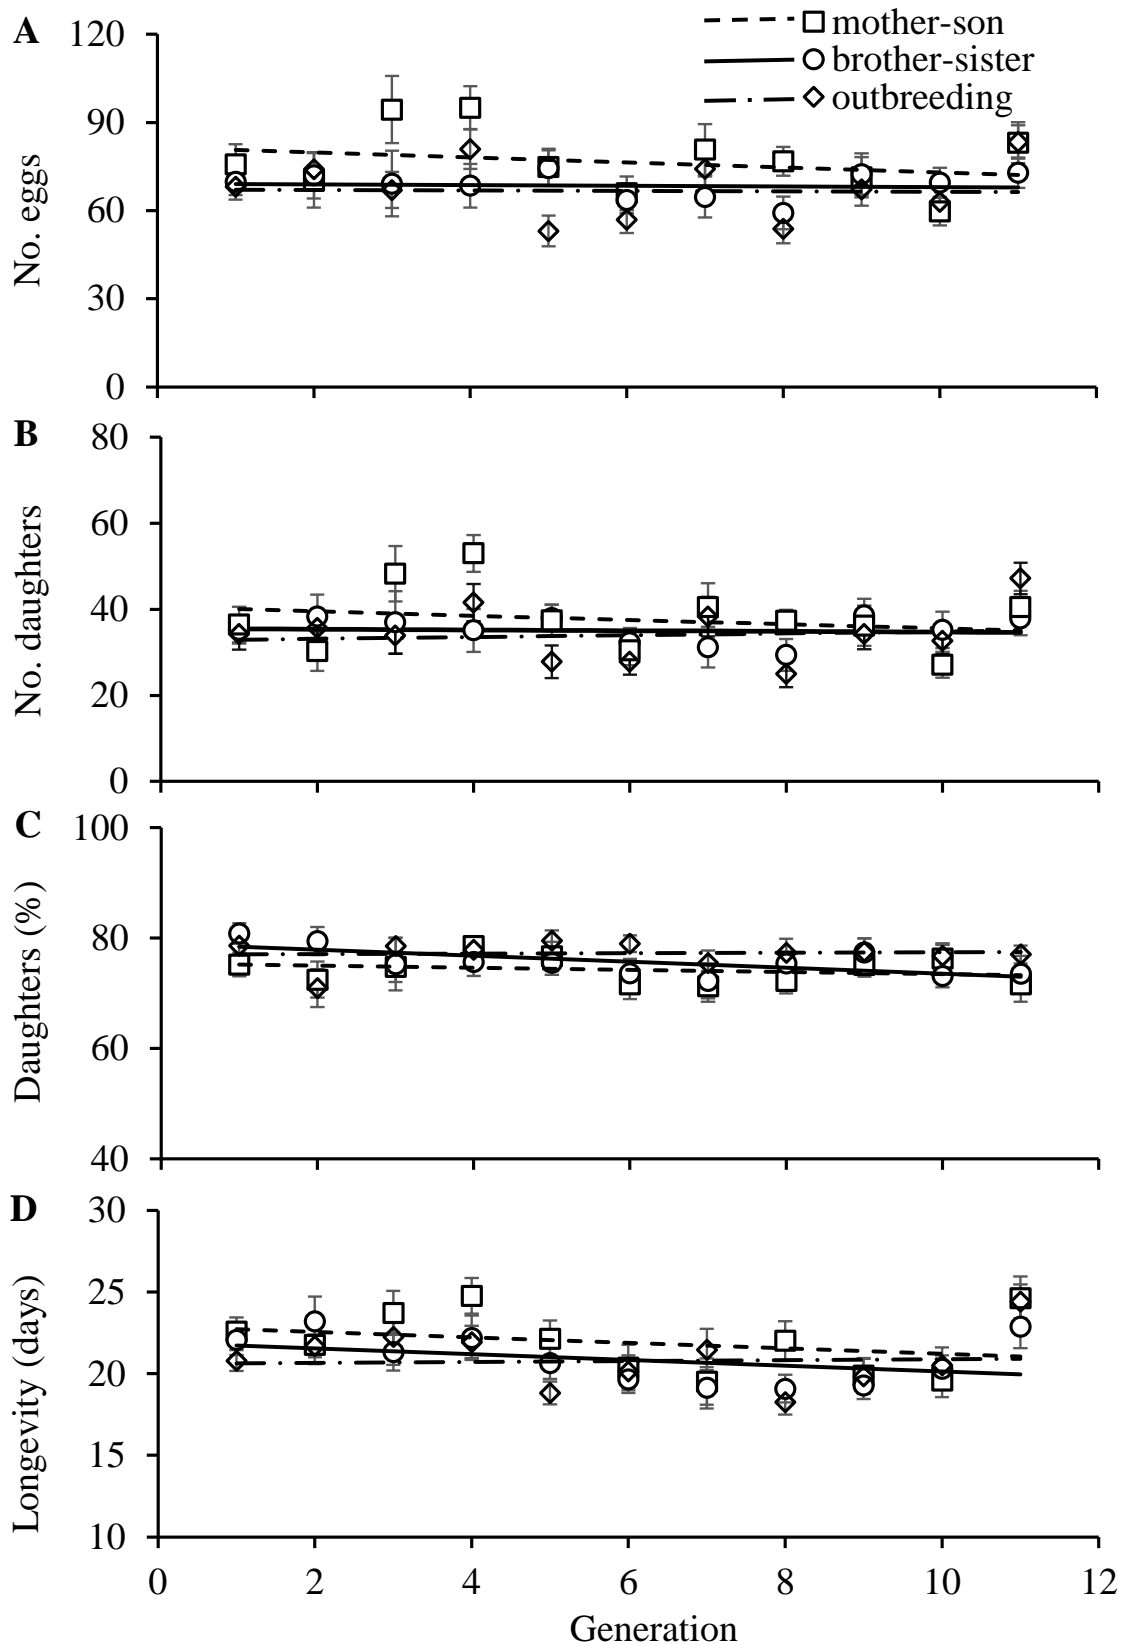 A
120
90
60
30
0
No. eggs
mother-son
brother-sister
outbreeding
B
80
60
40
20
0
No. daughters
C
100
80
60
40
Daughters (%)
D
30
25
20
15
10
Longevity (days)
0 2 4 6 8 10 12
Generation